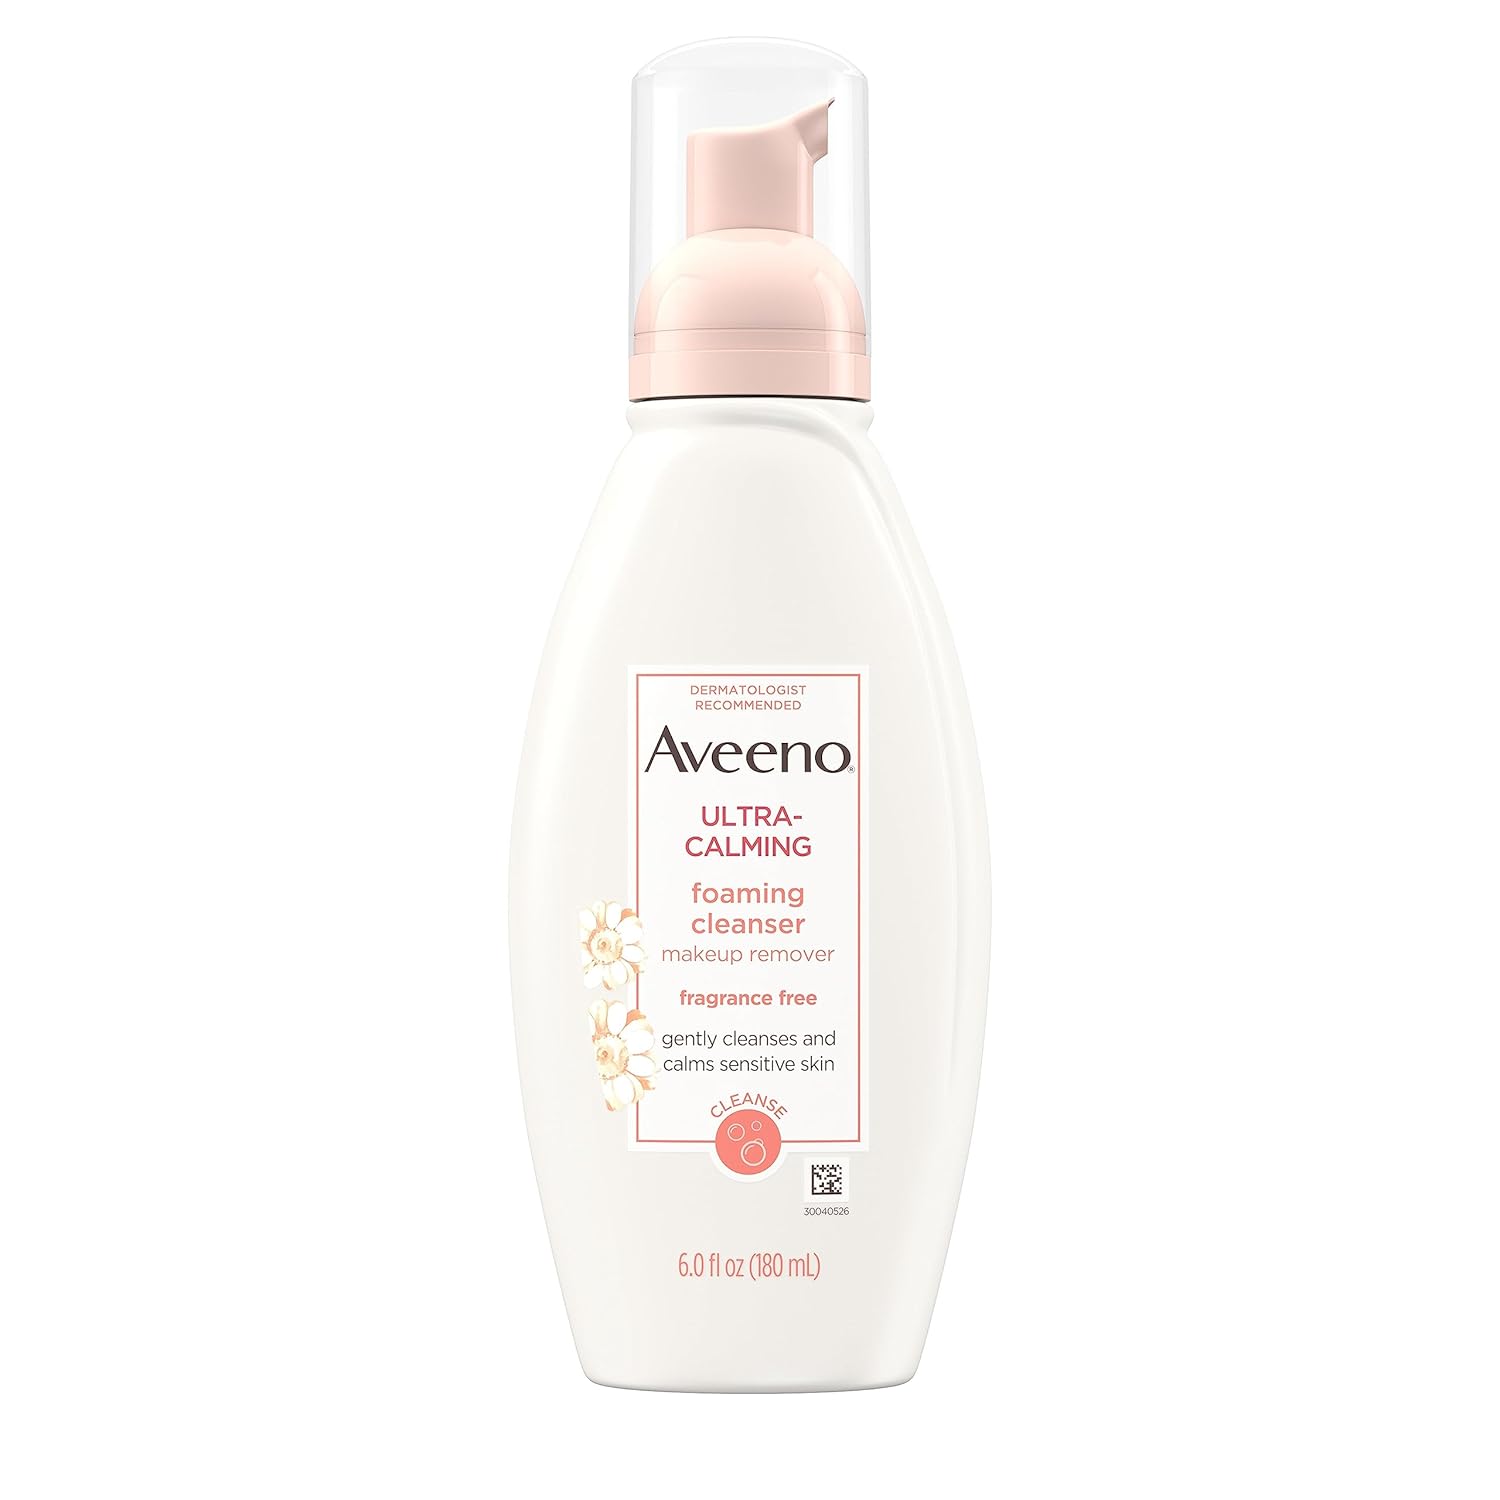 DERMATOLOGIST
RECOMMENDED
Aveeno®
ULTRA-
CALMING
foaming
cleanser
makeup remover
fragrance free
gently cleanses and
calms sensitive skin
CLEANSE
30040526
6.0 fl oz (180 mL)